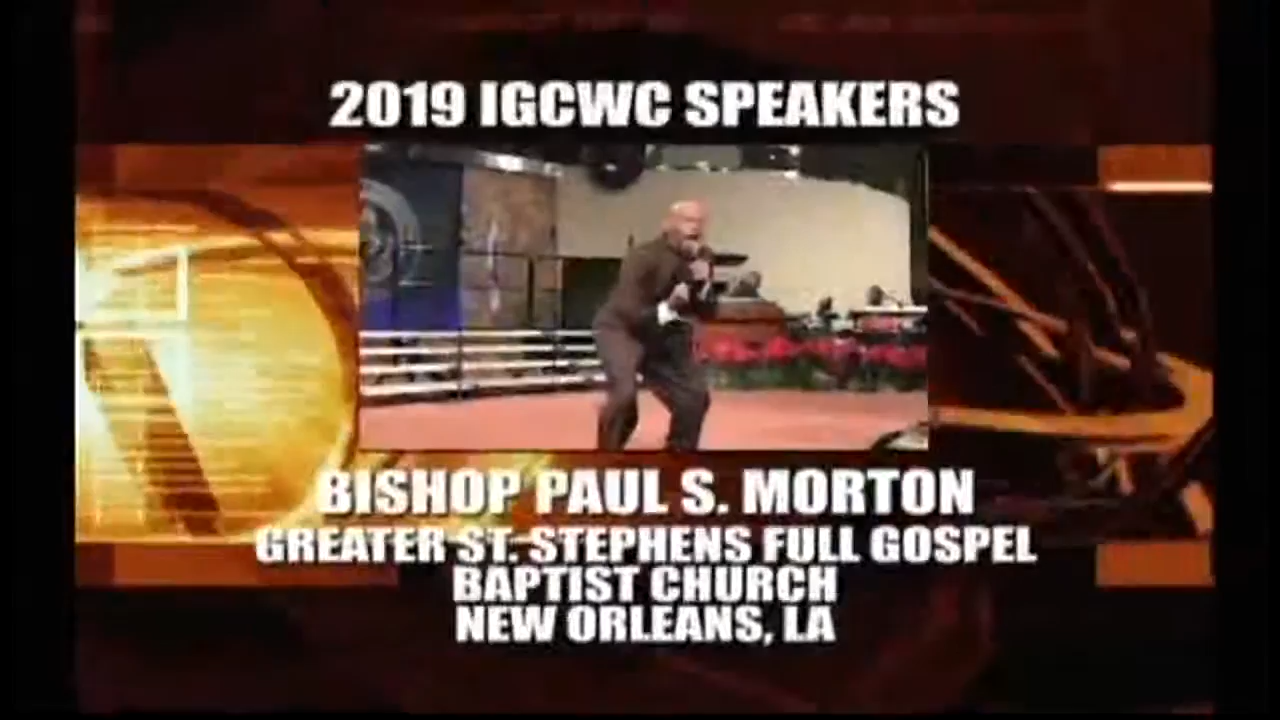 2019 IGCWC SPEAKERS
BISHOP PAUL S. MORTON
GREATER ST. STEPHENS FULL GOSPEL
BAPTIST CHURCH
NEW ORLEANS, LA